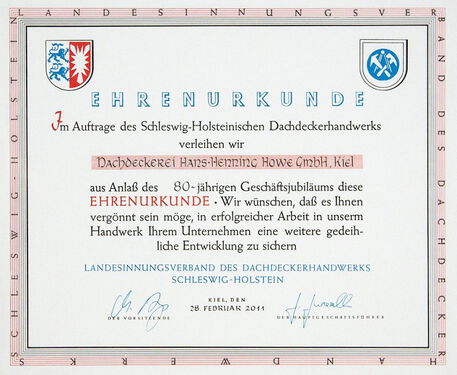 LANDESINNUNGSVERBAND DES DACHDECKER
HANDWERKS SCHLESWIG-HOLSTEIN
EHRENURKUNDE
Im Auftrage des Schleswig-Holsteinischen Dachdeckerhandwerks
verleihen wir
Dachdeckerei Hans-Henning Howe GmbH, Kiel
aus Anlaß des 80-jährigen Geschäftsjubiläums diese
EHRENURKUNDE • Wir wünschen, daß es Ihnen
vergönnt sein möge, in erfolgreicher Arbeit in unserm
Handwerk Ihrem Unternehmen eine weitere gedeih-
liche Entwicklung zu sichern
LANDESINNUNGSVERBAND DES DACHDECKERHANDWERKS
SCHLESWIG-HOLSTEIN
KIEL, DEN
28. FEBRUAR 2011
DER VORSITZENDE
DER HAUPTGESCHÄFTSFÜHRER